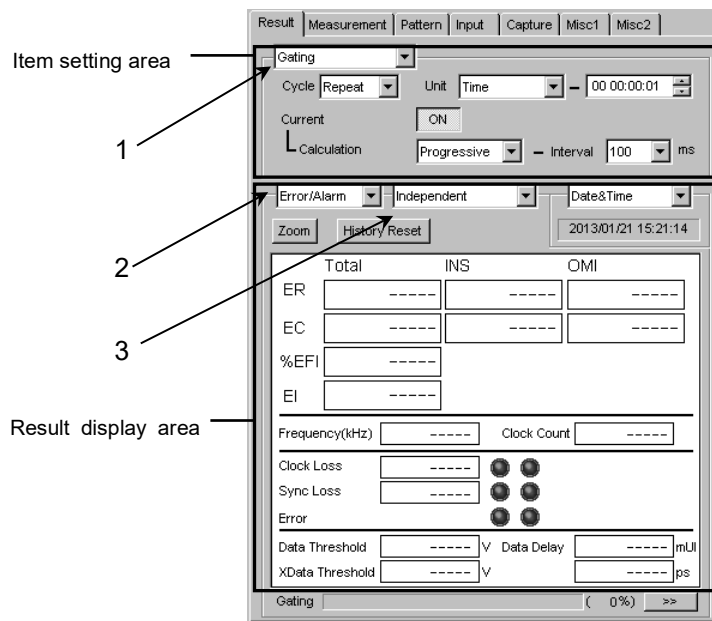 Result Measurement Pattern Input Capture Misc1 Misc2
Item setting area
Gating
Cycle Repeat Unit Time – 00 00:00:01
Current ON
Calculation Progressive – Interval 100 ms
1
Error/Alarm Independent Date&Time
Zoom History Reset 2013/01/21 15:21:14
2
Total INS OMI
ER ----- ----- -----
EC ----- ----- -----
3
%EFI -----
EI -----
Result display area
Frequency(kHz) ----- Clock Count -----
Clock Loss -----
Sync Loss -----
Error
Data Threshold ----- V Data Delay ----- mUI
XData Threshold ----- V ----- ps
Gating ( 0%) >>